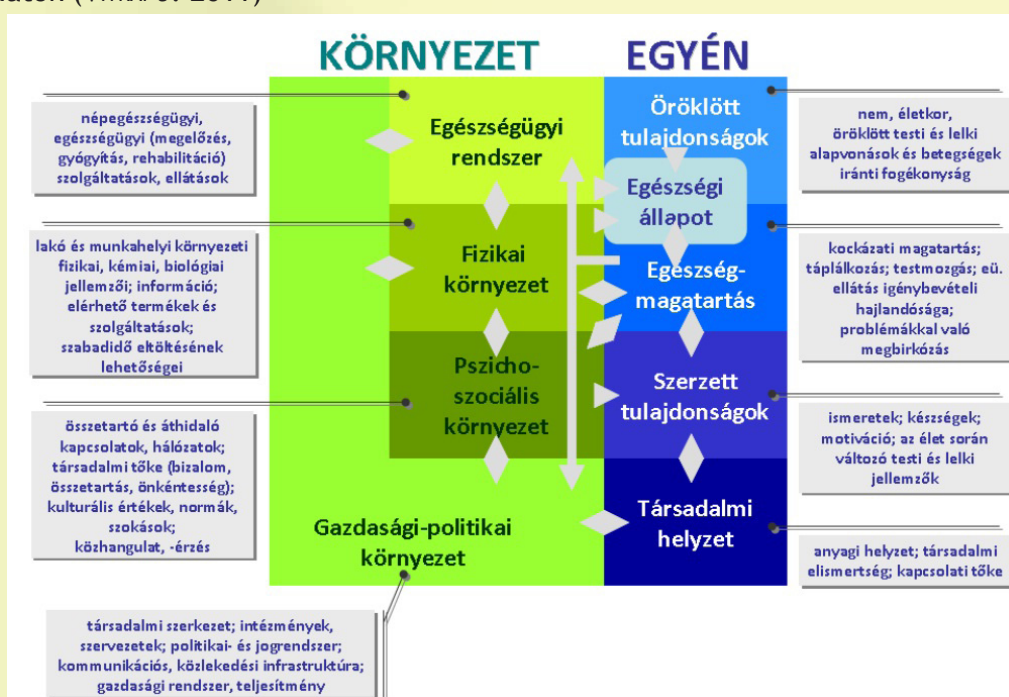 2011)
KÖRNYEZET
EGYÉN
népegészségügyi,
egészségügyi (megelőzés,
gyógyítás, rehabilitáció)
szolgáltatások, ellátások
lakó és munkahelyi környezeti
fizikai, kémiai, biológiai
jellemzői; információ;
elérhető termékek és
szolgáltatások;
szabadidő eltöltésének
lehetőségei
összetartó és áthidaló
kapcsolatok, hálózatok;
társadalmi tőke (bizalom,
összetartás, önkéntesség);
kulturális értékek, normák,
szokások;
közhangulat, -érzés
társadalmi szerkezet; intézmények,
szervezetek; politikai- és jogrendszer;
kommunikációs, közlekedési infrastruktúra;
gazdasági rendszer, teljesítmény
Egészségügyi
rendszer
Fizikai
környezet
Pszicho-
szociális
környezet
Gazdasági-politikai
környezet
Öröklött
tulajdonságok
Egészségi
állapot
Egészség-
magatartás
Szerzett
tulajdonságok
Társadalmi
helyzet
nem, életkor,
öröklött testi és lelki
alapvonások és betegségek
iránti fogékonyság
kockázati magatartás;
táplálkozás; testmozgás; eü.
ellátás igénybevételi
hajlandósága;
problémákkal való
megbirkózás
ismeretek; készségek;
motiváció; az élet során
változó testi és lelki
jellemzők
anyagi helyzet; társadalmi
elismertség; kapcsolati tőke